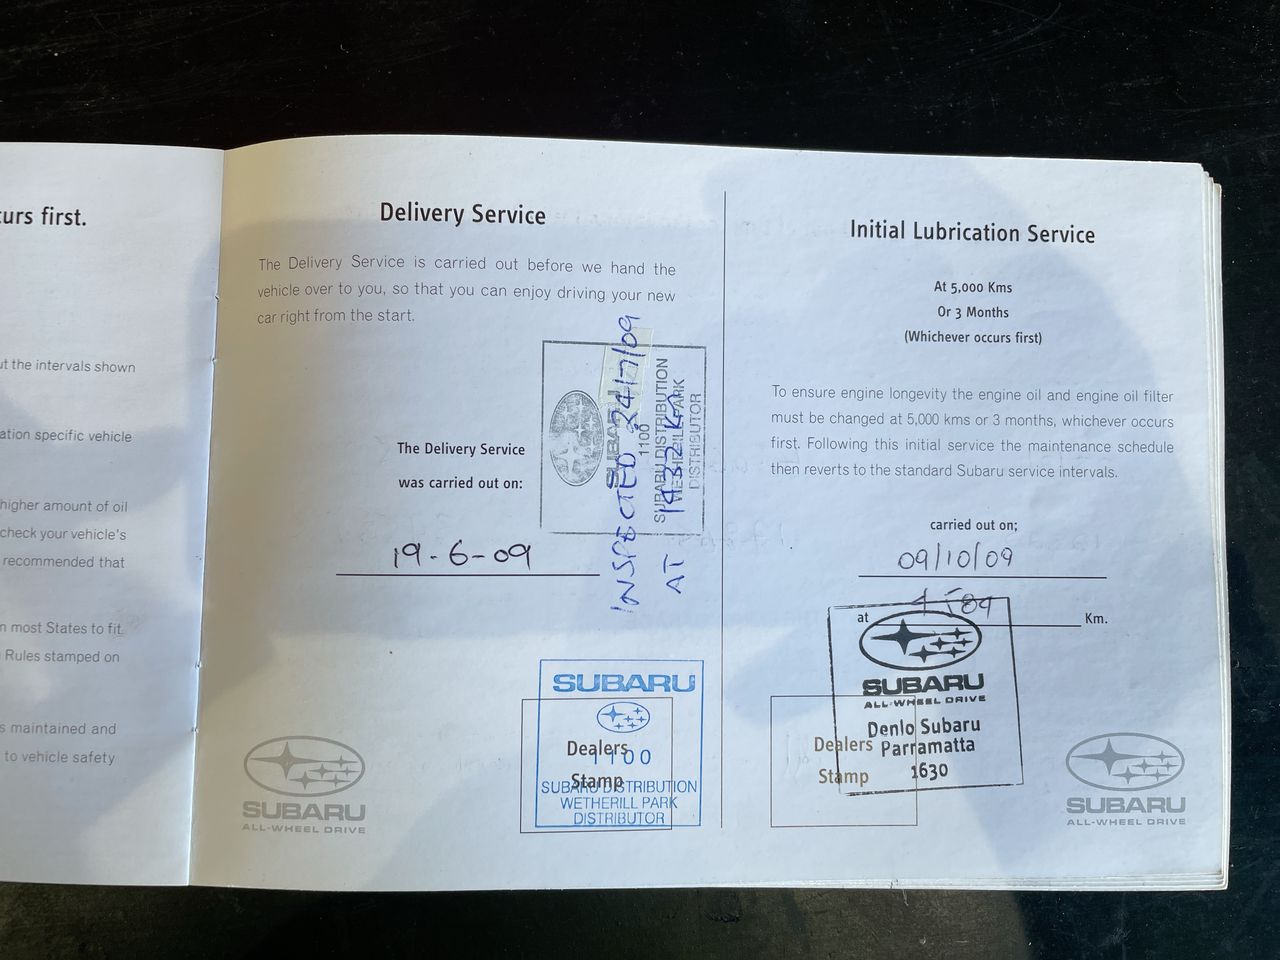 urs first.
ut the intervals shown
ation specific vehicle
higher amount of oil
check your vehicle's
recommended that
n most States to fit
Rules stamped on
s maintained and
to vehicle safety
Delivery Service
The Delivery Service is carried out before we hand the
vehicle over to you, so that you can enjoy driving your new
car right from the start.
The Delivery Service
was carried out on:
19-6-09
SUBARU
1100
SUBARU DISTRIBUTION
WETHERILL PARK
DISTRIBUTOR
INSPECTED 24/7/09
AT 1432 KM
SUBARU
1100
SUBARU DISTRIBUTION
WETHERILL PARK
DISTRIBUTOR
Dealers
Stamp
SUBARU
ALL-WHEEL DRIVE
Initial Lubrication Service
At 5,000 Kms
Or 3 Months
(Whichever occurs first)
To ensure engine longevity the engine oil and engine oil filter
must be changed at 5,000 kms or 3 months, whichever occurs
first. Following this initial service the maintenance schedule
then reverts to the standard Subaru service intervals.
carried out on;
09/10/09
at Km.
SUBARU
ALL-WHEEL DRIVE
Denlo Subaru
Parramatta
1630
Dealers
Stamp
SUBARU
ALL-WHEEL DRIVE